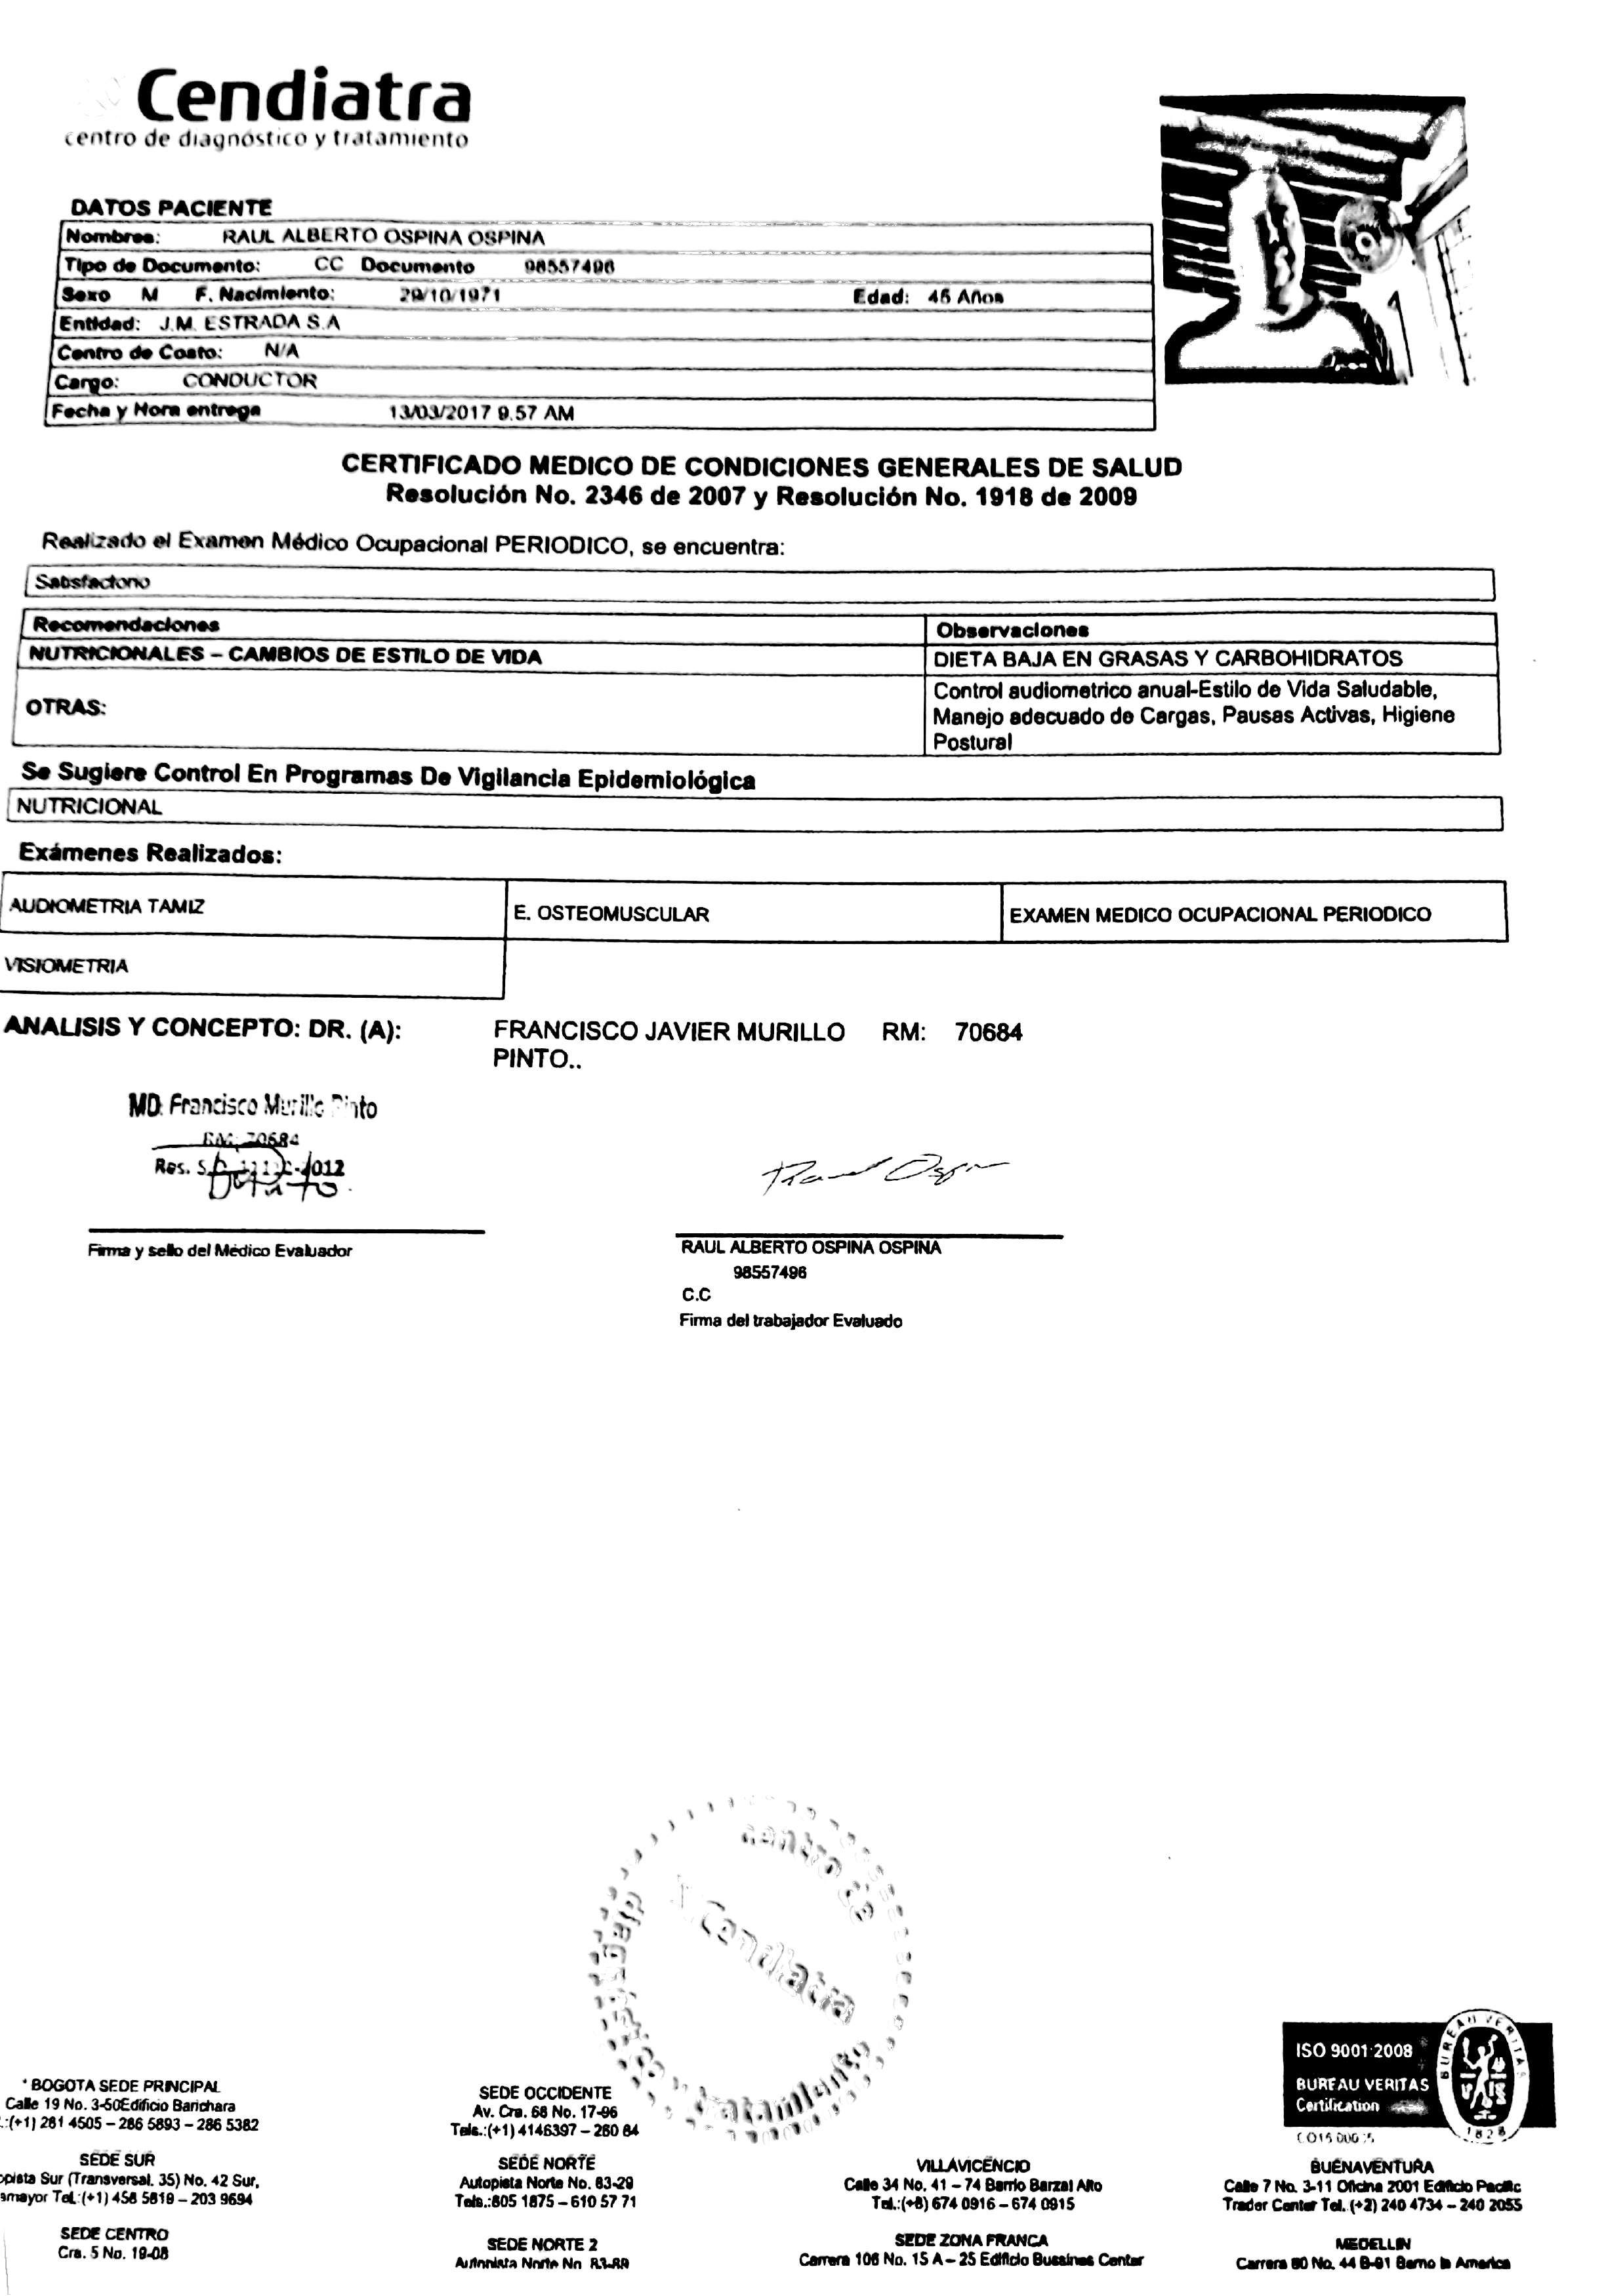 Cendiatra
centro de diagnóstico y tratamiento
DATOS PACIENTE
Nombres: RAUL ALBERTO OSPINA OSPINA
Tipo de Documento: CC Documento 98557496
Sexo M F. Nacimiento: 29/10/1971 Edad: 45 Años
Entidad: J.M. ESTRADA S.A
Centro de Costo: N/A
Cargo: CONDUCTOR
Fecha y Hora entrega 13/03/2017 9.57 AM
CERTIFICADO MEDICO DE CONDICIONES GENERALES DE SALUD
Resolución No. 2346 de 2007 y Resolución No. 1918 de 2009
Realizado el Examen Médico Ocupacional PERIODICO, se encuentra:
Satisfactorio
Recomendaciones Observaciones
NUTRICIONALES – CAMBIOS DE ESTILO DE VIDA DIETA BAJA EN GRASAS Y CARBOHIDRATOS
OTRAS: Control audiometrico anual-Estilo de Vida Saludable,
Manejo adecuado de Cargas, Pausas Activas, Higiene
Postural
Se Sugiere Control En Programas De Vigilancia Epidemiológica
NUTRICIONAL
Exámenes Realizados:
AUDIOMETRIA TAMIZ E. OSTEOMUSCULAR EXAMEN MEDICO OCUPACIONAL PERIODICO
VISIOMETRIA
ANALISIS Y CONCEPTO: DR. (A): FRANCISCO JAVIER MURILLO RM: 70684
PINTO..
MD. Francisco Murillo Pinto
RM: 70684
Res. S.
Raul Ospina
Firma y sello del Médico Evaluador
RAUL ALBERTO OSPINA OSPINA
98557496
C.C
Firma del trabajador Evaluado
centro de
Cendiatra
tratamiento
ISO 9001:2008
BUREAU VERITAS
Certification
BUREAU VERITAS
1828
* BOGOTA SEDE PRINCIPAL
Calle 19 No. 3-50Edificio Barichara
.:(+1) 281 4505 – 286 5893 – 286 5382
SEDE OCCIDENTE
Av. Cra. 68 No. 17-96
Tels.:(+1) 4146397 – 260 84
SEDE SUR
opista Sur (Transversal. 35) No. 42 Sur,
amayor Tel.:(+1) 456 5819 – 203 9694
SEDE NORTE
Autopista Norte No. 83-29
Tels.:805 1875 – 610 57 71
VILLAVICENCIO
Calle 34 No. 41 – 74 Barrio Barzal Alto
Tel.:(+8) 674 0916 – 674 0915
BUENAVENTURA
Calle 7 No. 3-11 Oficina 2001 Edificio Pacific
Trader Center Tel. (+2) 240 4734 – 240 2055
SEDE CENTRO
Cra. 5 No. 19-08
SEDE NORTE 2
Autopista Norte No 83-89
SEDE ZONA FRANCA
Carrera 106 No. 15 A – 25 Edificio Bussines Center
MEDELLIN
Carrera 80 No. 44 B-91 Barrio la America